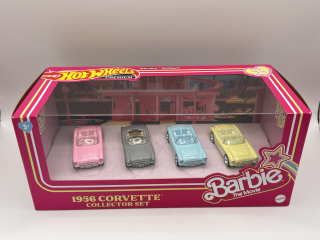 Hot Wheels
PREMIUM
1956 CORVETTE
COLLECTOR SET
Barbie
The Movie